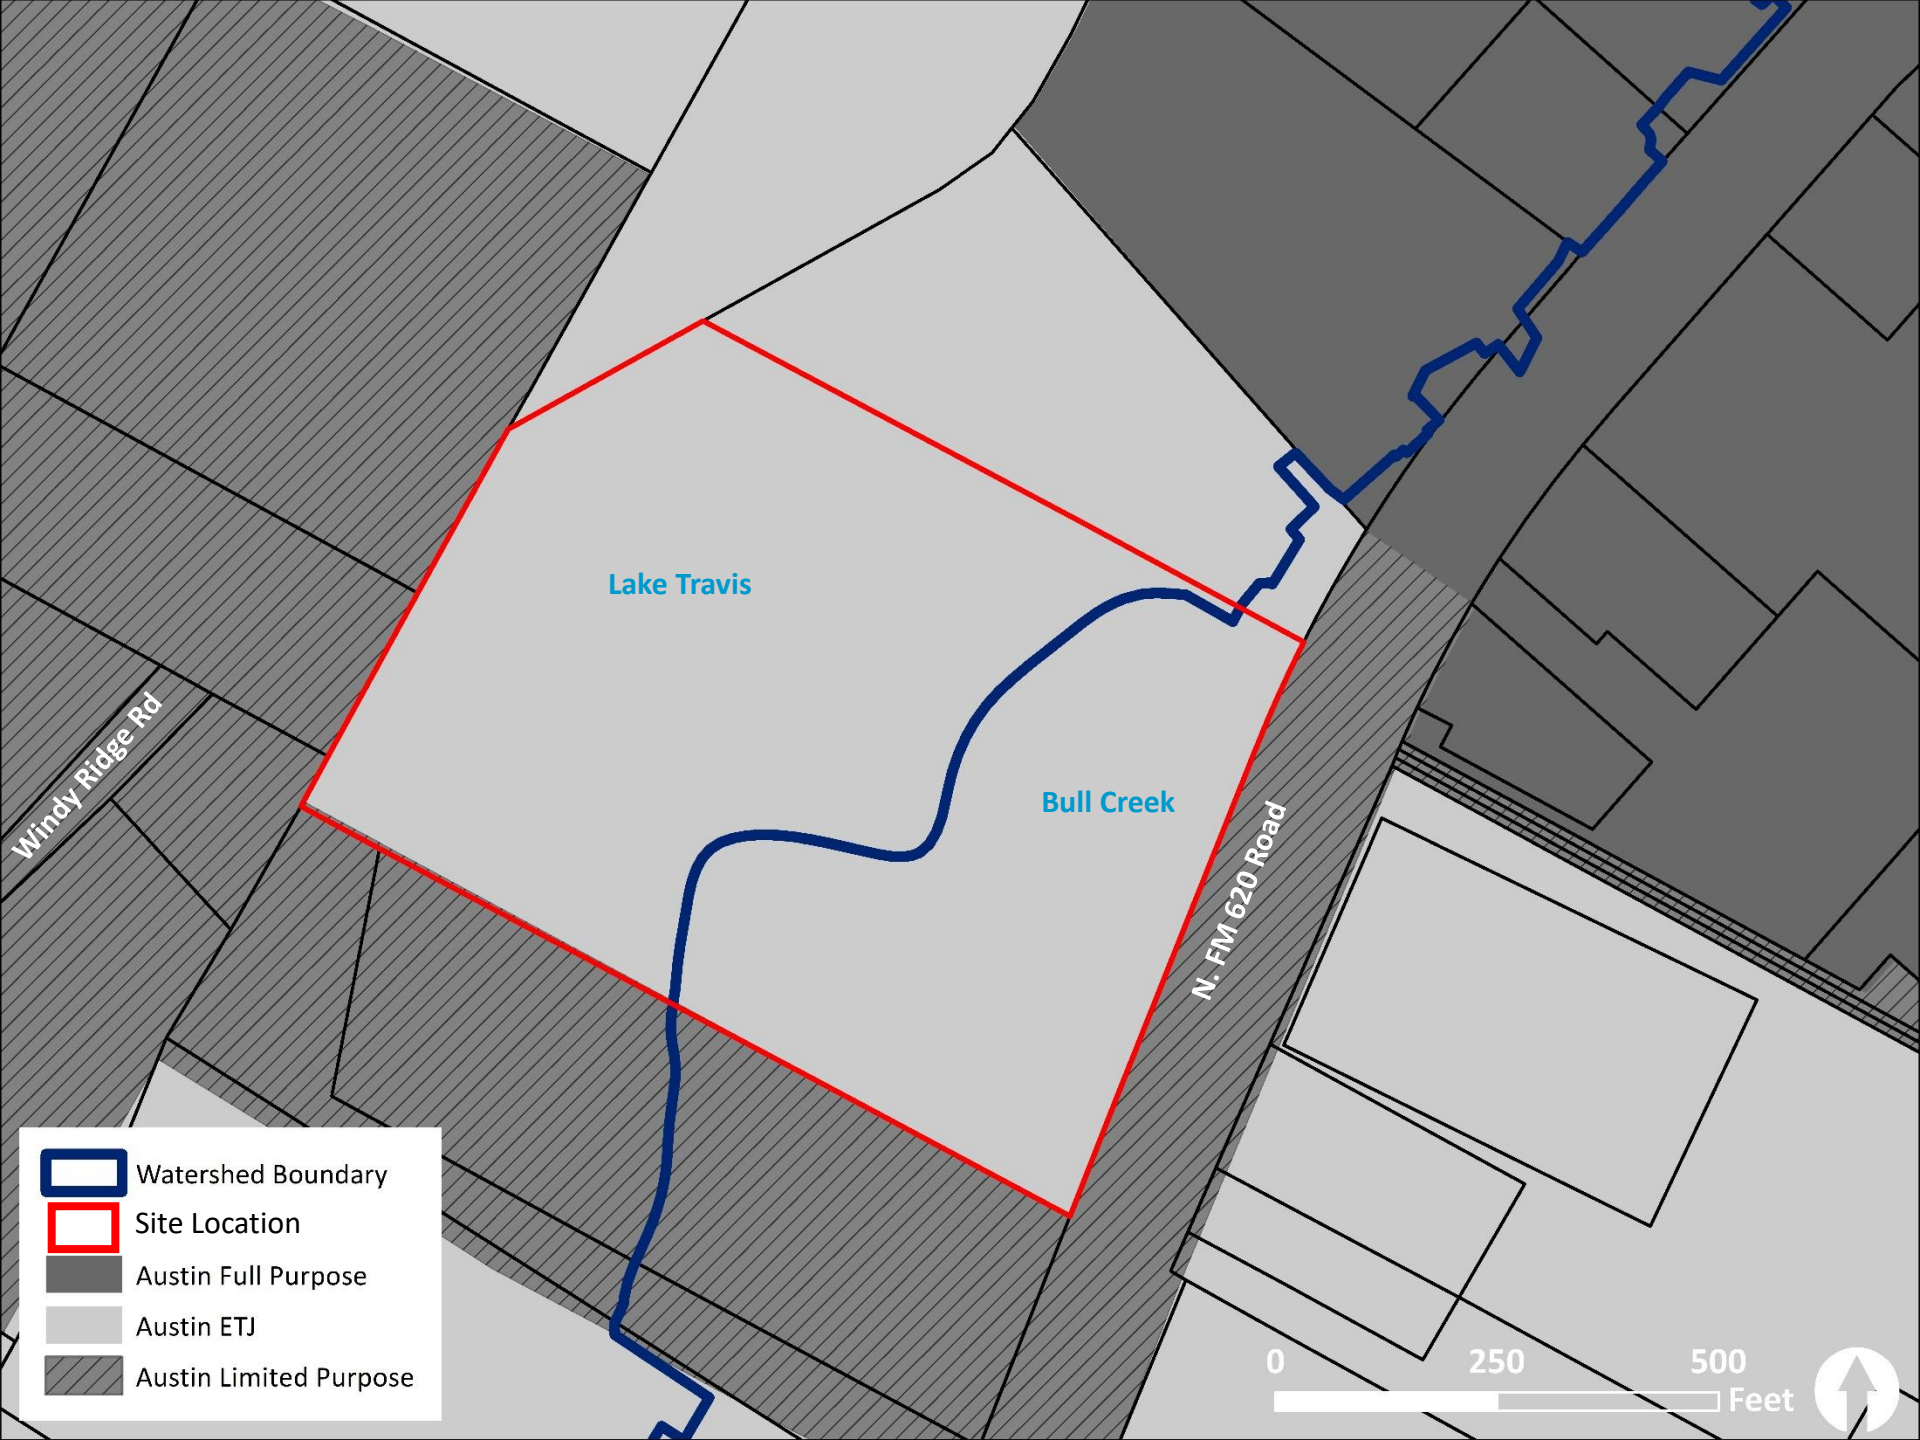 Lake Travis
Bull Creek
Windy Ridge Rd
N. FM 620 Road
Watershed Boundary
Site Location
Austin Full Purpose
Austin ETJ
Austin Limited Purpose
0 250 500
Feet